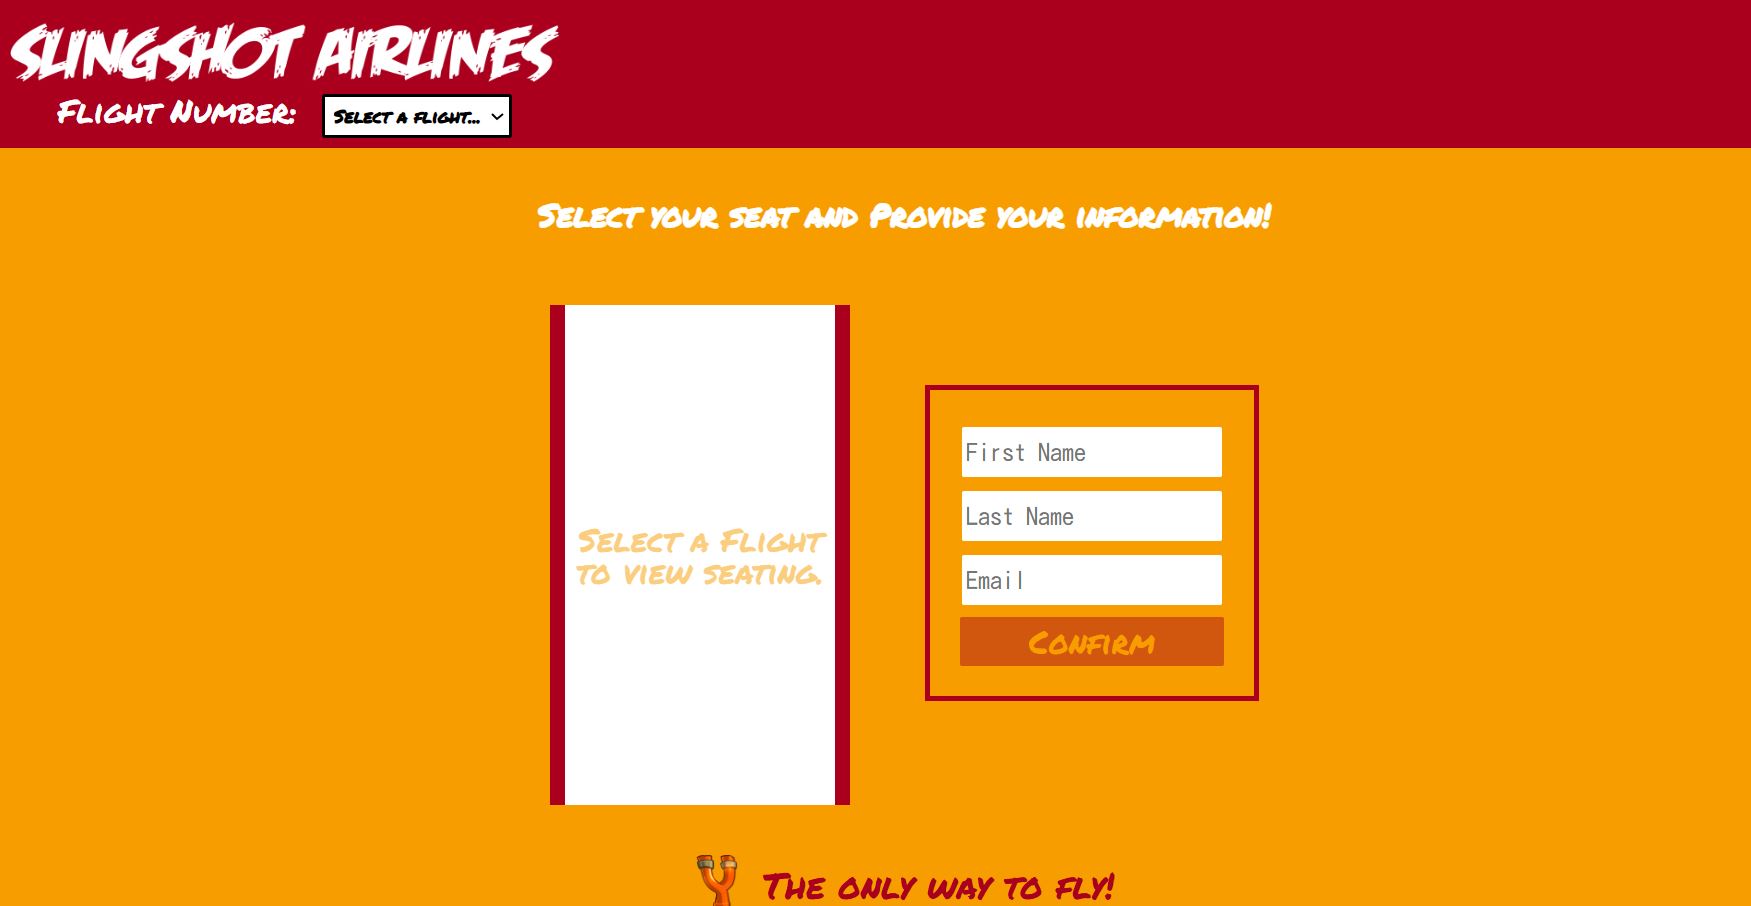 SLINGSHOT AIRLINES
Flight Number: Select a flight...
Select your seat and Provide your information!
Select a Flight
to view seating.
First Name
Last Name
Email
Confirm
The only way to fly!